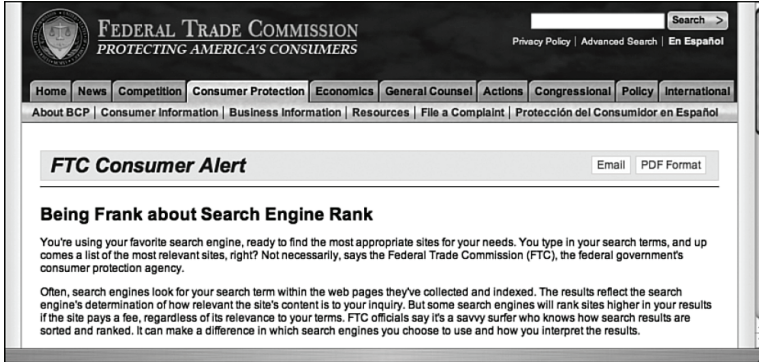 FEDERAL TRADE COMMISSION
PROTECTING AMERICA'S CONSUMERS
Search >
Privacy Policy | Advanced Search | En Español
Home News Competition Consumer Protection Economics General Counsel Actions Congressional Policy International
About BCP | Consumer Information | Business Information | Resources | File a Complaint | Protección del Consumidor en Español
FTC Consumer Alert
Email PDF Format
Being Frank about Search Engine Rank
You're using your favorite search engine, ready to find the most appropriate sites for your needs. You type in your search terms, and up
comes a list of the most relevant sites, right? Not necessarily, says the Federal Trade Commission (FTC), the federal government's
consumer protection agency.
Often, search engines look for your search term within the web pages they've collected and indexed. The results reflect the search
engine's determination of how relevant the site's content is to your inquiry. But some search engines will rank sites higher in your results
if the site pays a fee, regardless of its relevance to your terms. FTC officials say it's a savvy surfer who knows how search results are
sorted and ranked. It can make a difference in which search engines you choose to use and how you interpret the results.